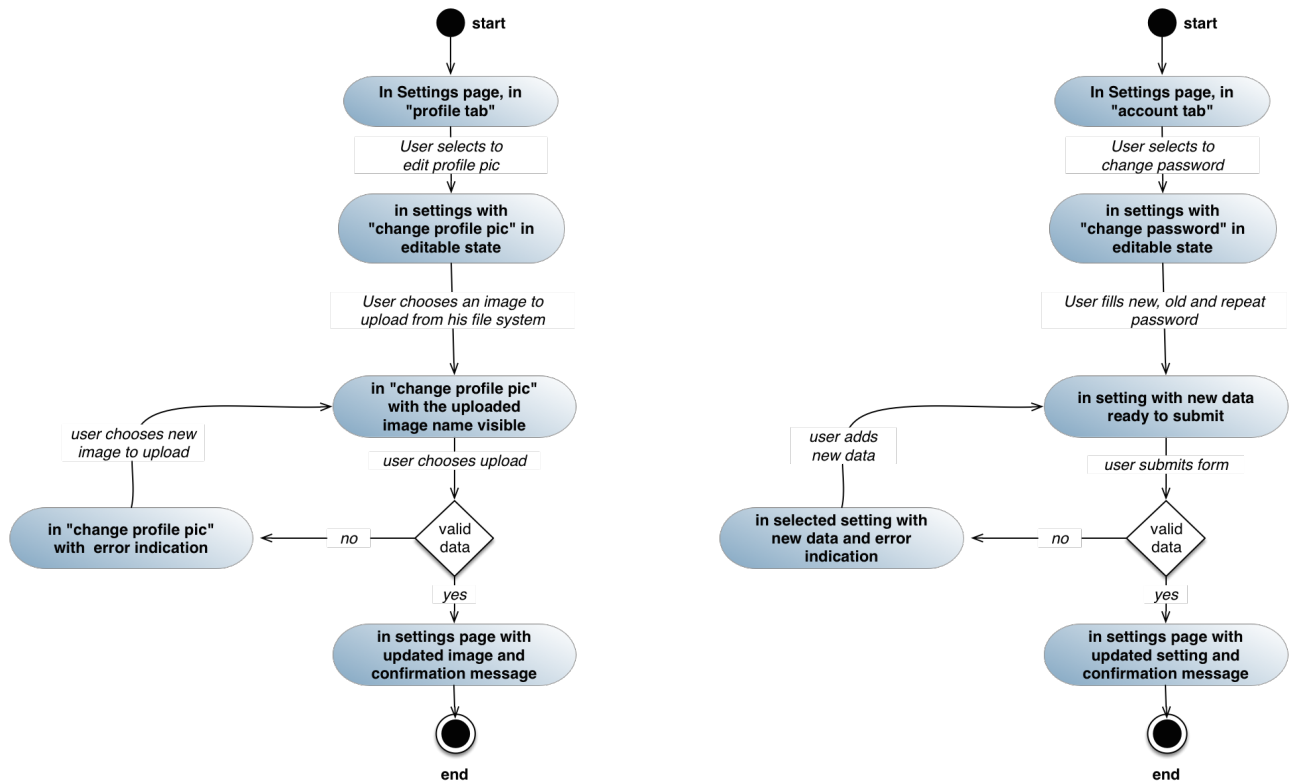 start
In Settings page, in
"profile tab"
User selects to
edit profile pic
in settings with
"change profile pic" in
editable state
User chooses an image to
upload from his file system
in "change profile pic"
with the uploaded
image name visible
user chooses new
image to upload
user chooses upload
valid
data
no
in "change profile pic"
with error indication
yes
in settings page with
updated image and
confirmation message
end
start
In Settings page, in
"account tab"
User selects to
change password
in settings with
"change password" in
editable state
User fills new, old and repeat
password
in setting with new data
ready to submit
user adds
new data
user submits form
valid
data
no
in selected setting with
new data and error
indication
yes
in settings page with
updated setting and
confirmation message
end